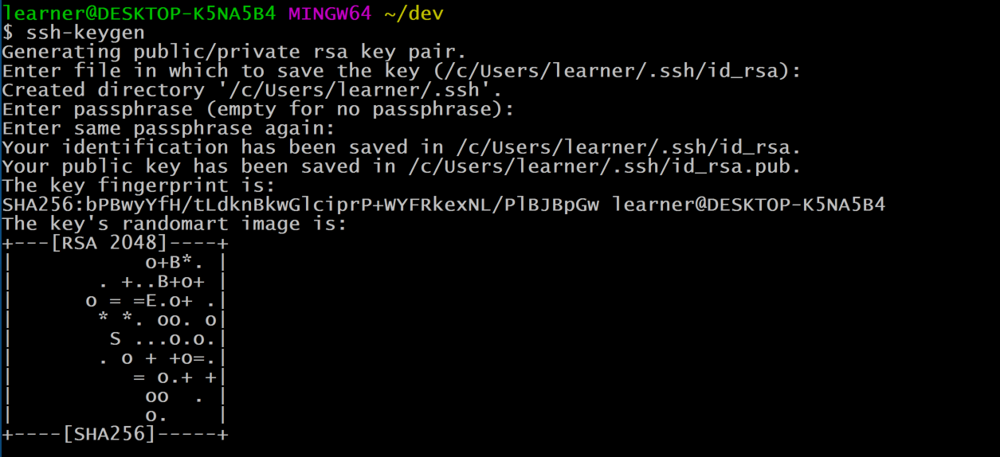 learner@DESKTOP-K5NA5B4 MINGW64 ~/dev
$ ssh-keygen
Generating public/private rsa key pair.
Enter file in which to save the key (/c/Users/learner/.ssh/id_rsa):
Created directory '/c/Users/learner/.ssh'.
Enter passphrase (empty for no passphrase):
Enter same passphrase again:
Your identification has been saved in /c/Users/learner/.ssh/id_rsa.
Your public key has been saved in /c/Users/learner/.ssh/id_rsa.pub.
The key fingerprint is:
SHA256:bPBwyYfH/tLdknBkwGlciprP+WYFRkexNL/PlBJBpGw learner@DESKTOP-K5NA5B4
The key's randomart image is:
+---[RSA 2048]----+
|           o+B*. |
|       . +..B+o+ |
|      o = =E.o+ .|
|       * *. oo. o|
|        S ...o.o.|
|       . o + +o=.|
|          = o.+ +|
|           oo  . |
|           o.    |
+----[SHA256]-----+